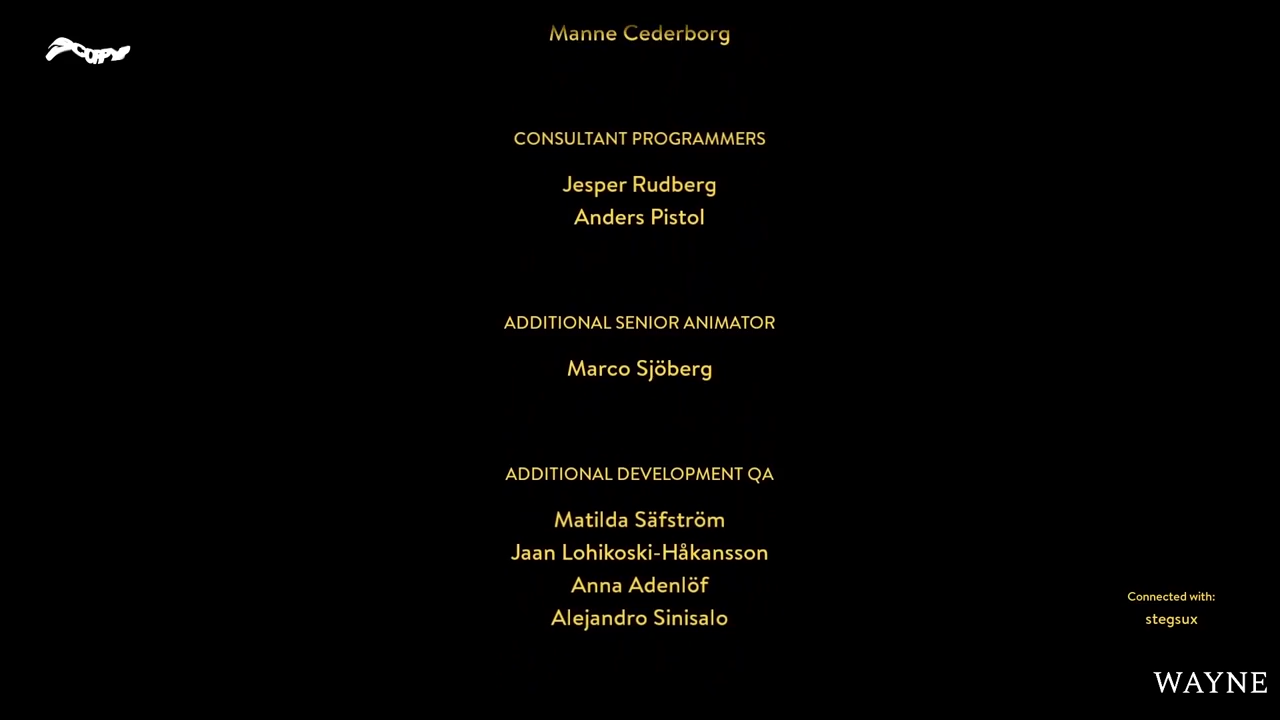 COPY
Manne Cederborg
CONSULTANT PROGRAMMERS
Jesper Rudberg
Anders Pistol
ADDITIONAL SENIOR ANIMATOR
Marco Sjöberg
ADDITIONAL DEVELOPMENT QA
Matilda Säfström
Jaan Lohikoski-Håkansson
Anna Adenlöf
Alejandro Sinisalo
Connected with:
stegsux
WAYNE